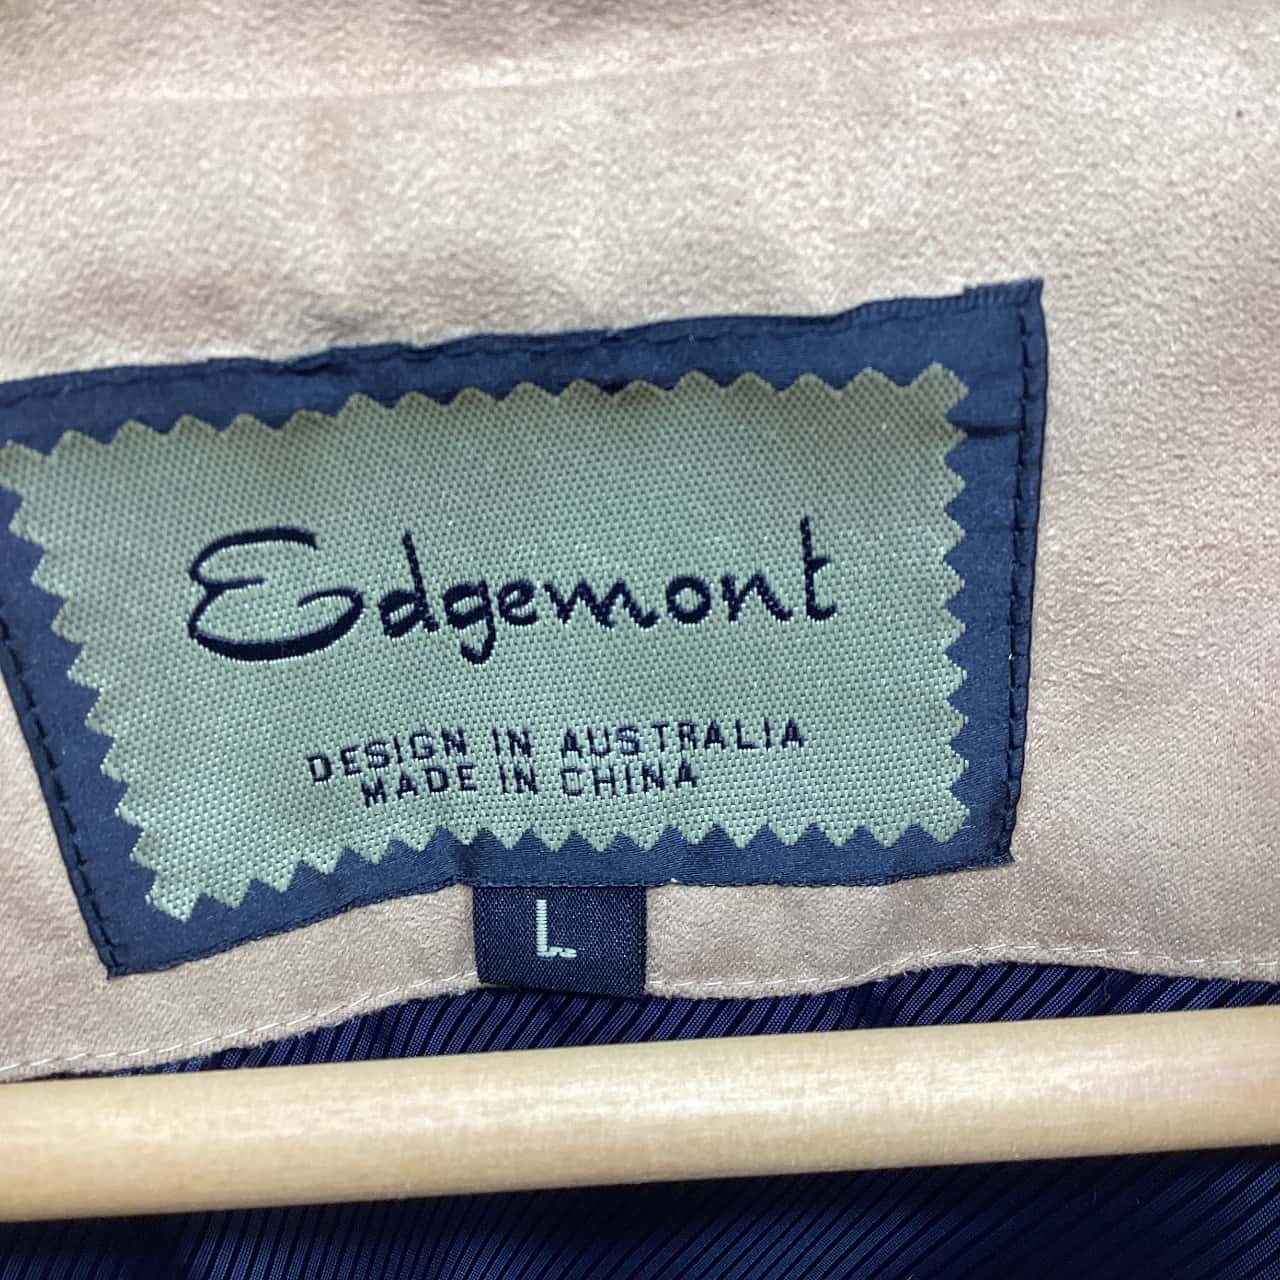 Edgemont
DESIGN IN AUSTRALIA
MADE IN CHINA
L